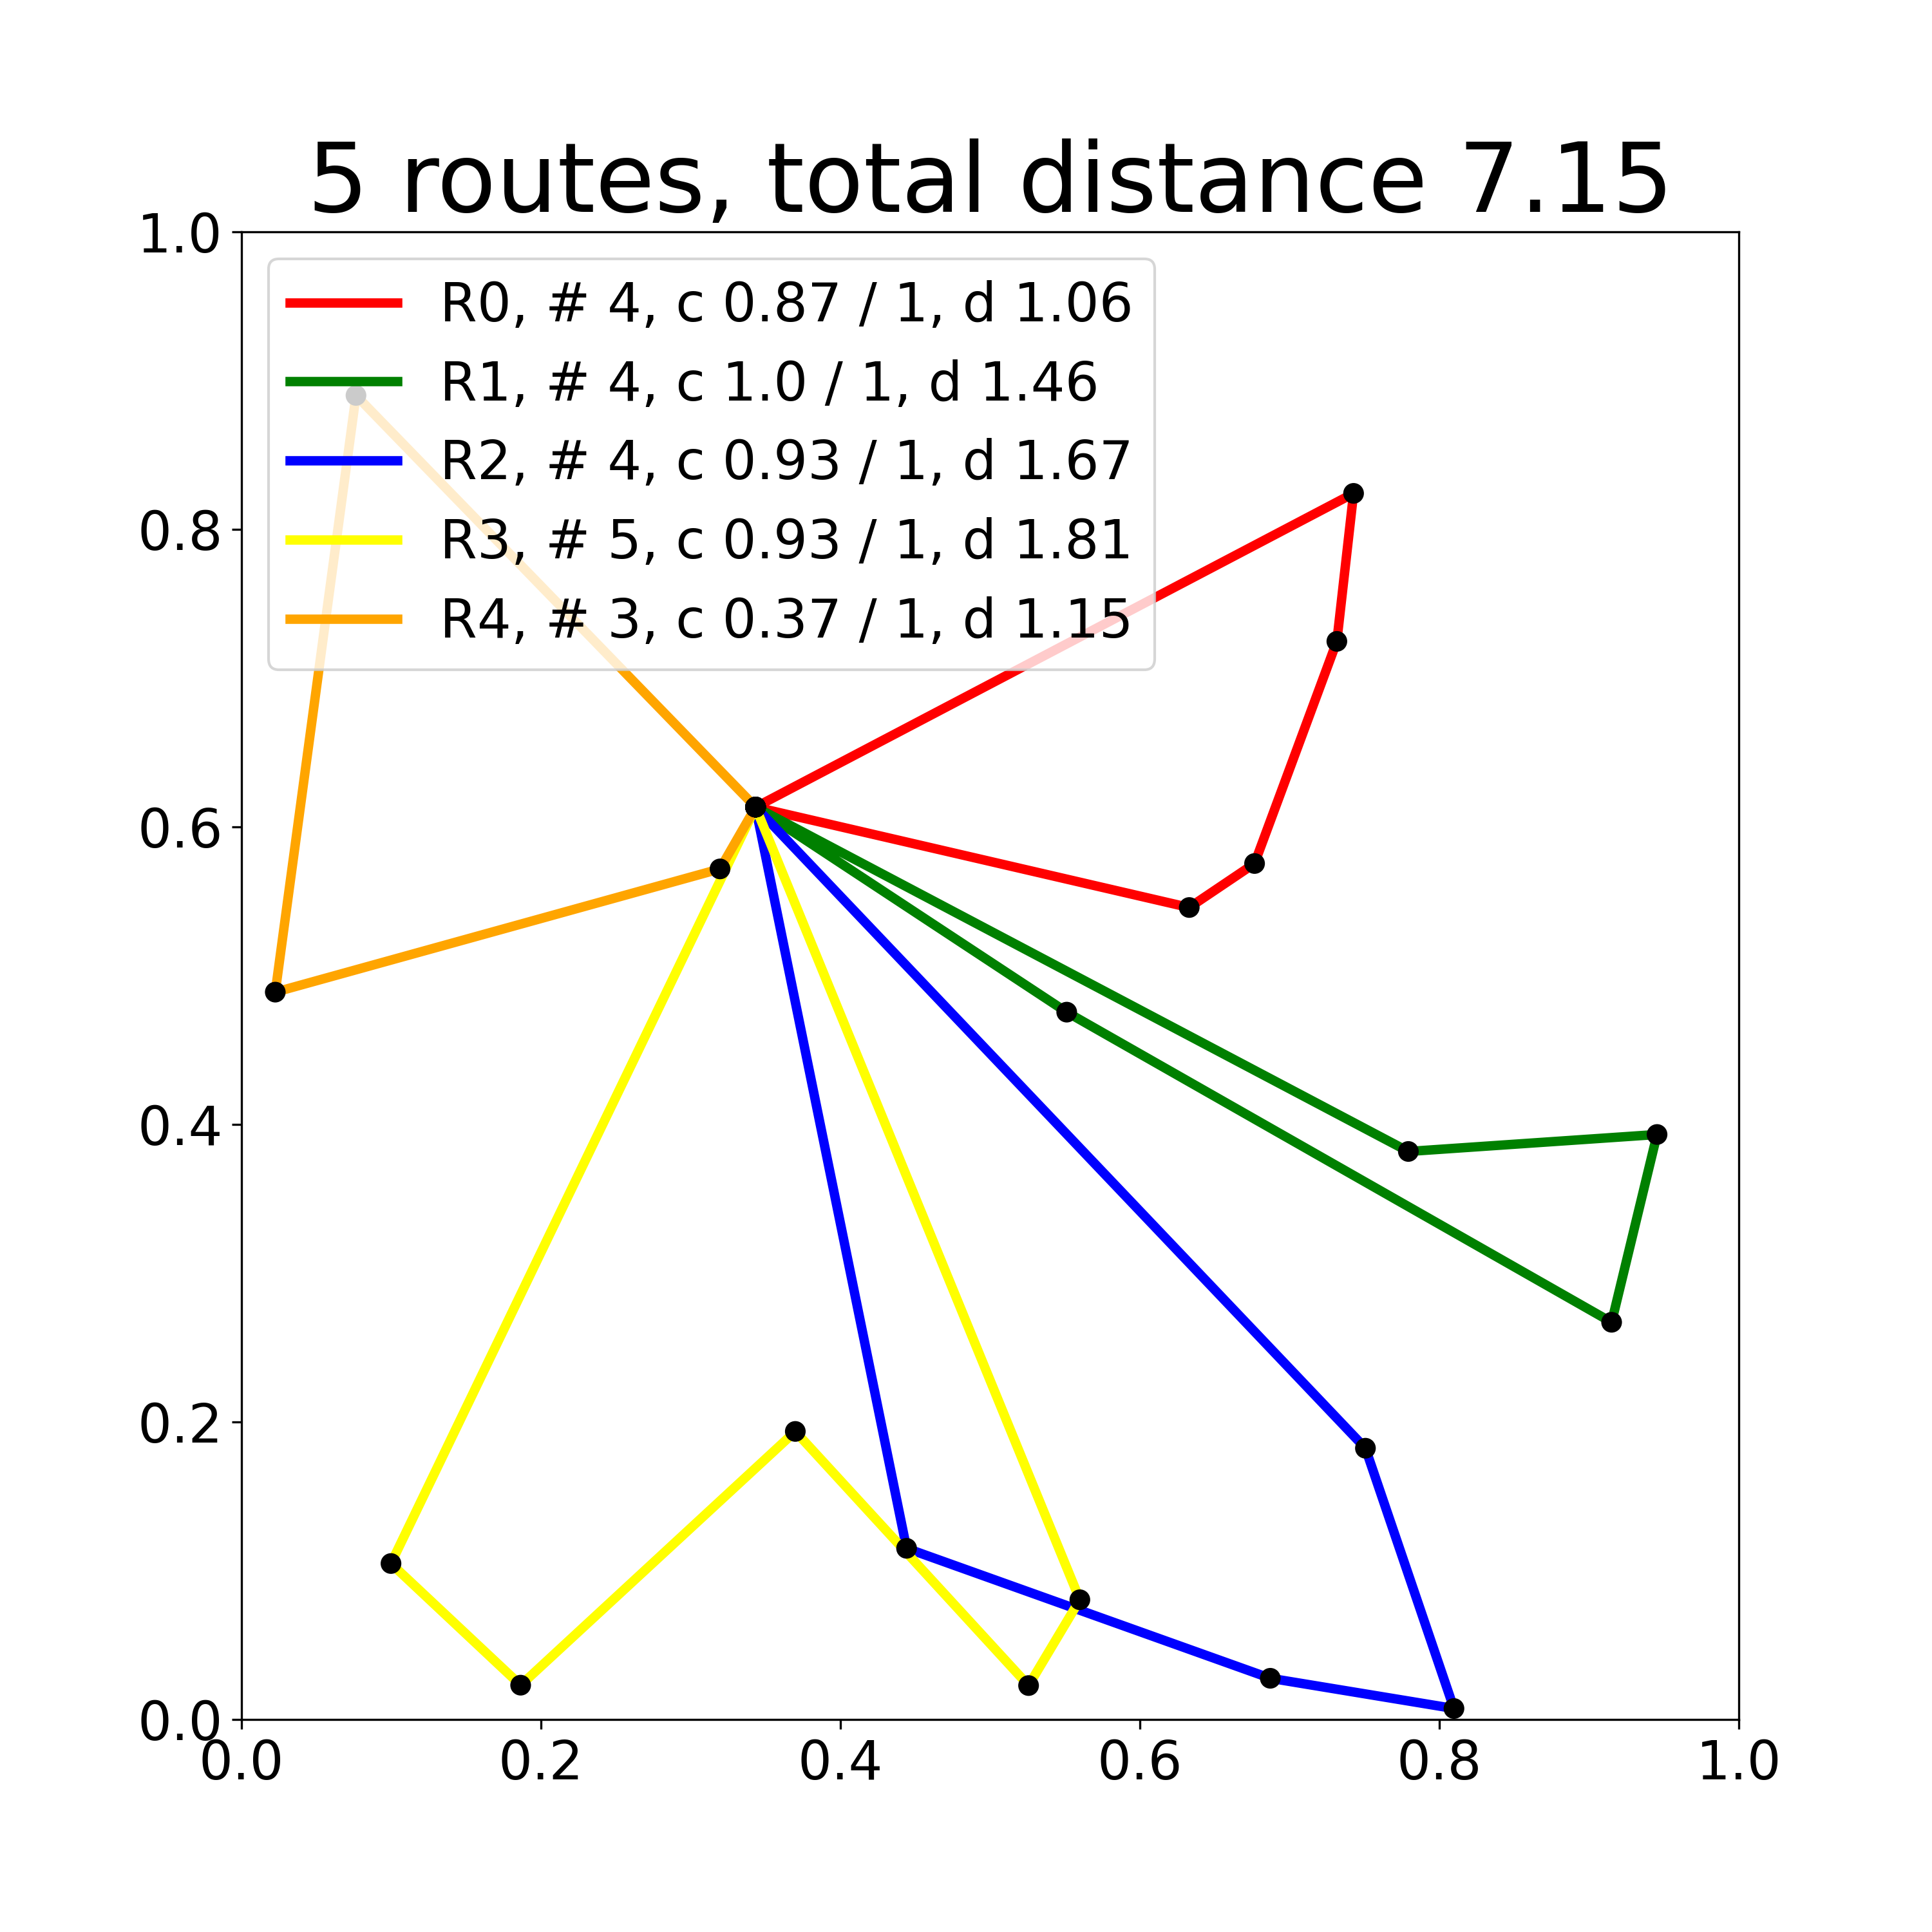 5 routes, total distance 7.15
1.0
R0, # 4, c 0.87 / 1, d 1.06
R1, # 4, c 1.0 / 1, d 1.46
R2, # 4, c 0.93 / 1, d 1.67
R3, # 5, c 0.93 / 1, d 1.81
R4, # 3, c 0.37 / 1, d 1.15
0.8
0.6
0.4
0.2
0.0
0.0 0.2 0.4 0.6 0.8 1.0